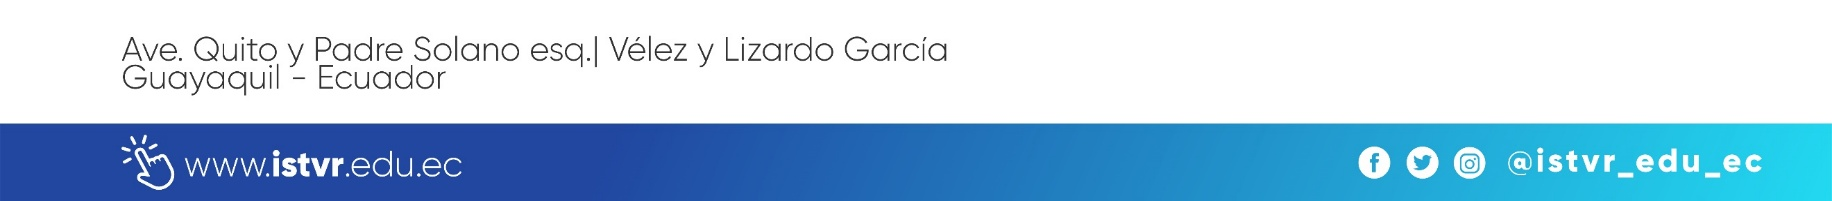 Ave. Quito y Padre Solano esq.| Vélez y Lizardo García
Guayaquil - Ecuador
www.istvr.edu.ec
@istvr_edu_ec